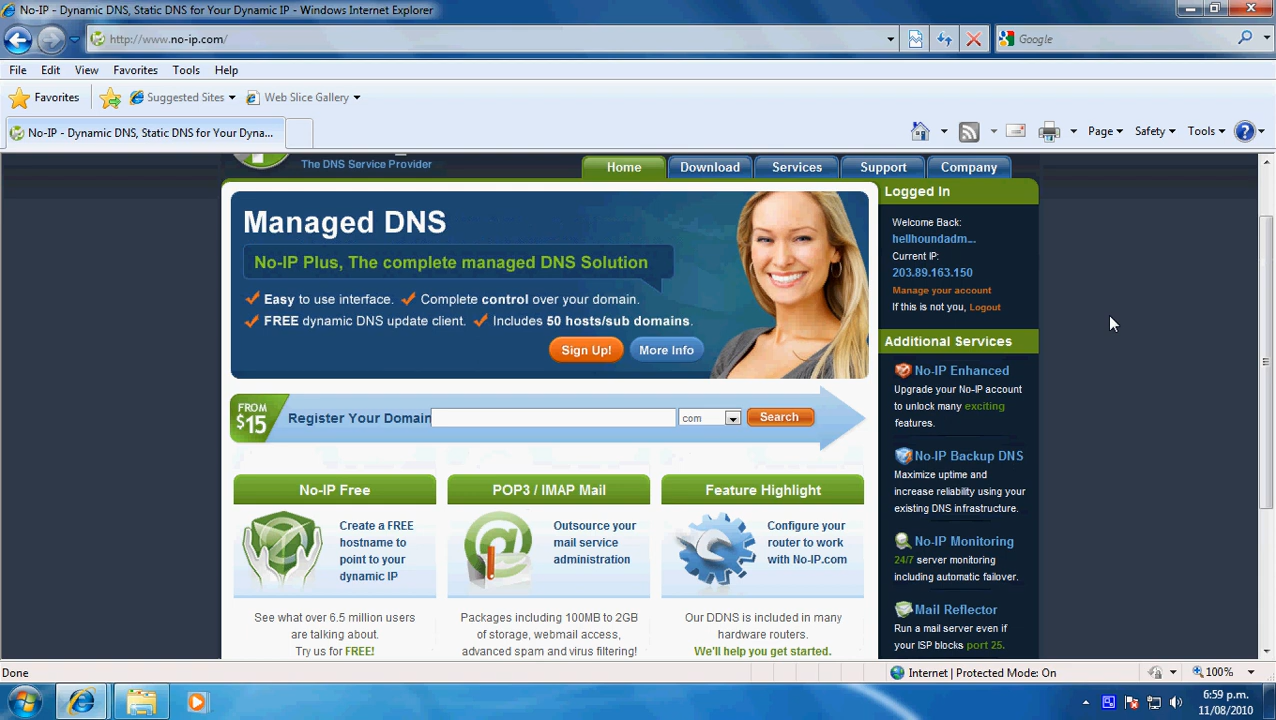 No-IP - Dynamic DNS, Static DNS for Your Dynamic IP - Windows Internet Explorer
http://www.no-ip.com/
Google
File Edit View Favorites Tools Help
Favorites Suggested Sites Web Slice Gallery
No-IP - Dynamic DNS, Static DNS for Your Dyna...
Page Safety Tools
The DNS Service Provider
Home Download Services Support Company
Managed DNS
No-IP Plus, The complete managed DNS Solution
Easy to use interface. Complete control over your domain.
FREE dynamic DNS update client. Includes 50 hosts/sub domains.
Sign Up! More Info
Logged In
Welcome Back:
hellhoundadm...
Current IP:
203.89.163.150
Manage your account
If this is not you, Logout
FROM
$15
Register Your Domain com Search
Additional Services
No-IP Enhanced
Upgrade your No-IP account
to unlock many exciting
features.
No-IP Backup DNS
Maximize uptime and
increase reliability using your
existing DNS infrastructure.
No-IP Monitoring
24/7 server monitoring
including automatic failover.
Mail Reflector
Run a mail server even if
your ISP blocks port 25.
No-IP Free
Create a FREE
hostname to
point to your
dynamic IP
See what over 6.5 million users
are talking about.
Try us for FREE!
POP3 / IMAP Mail
Outsource your
mail service
administration
Packages including 100MB to 2GB
of storage, webmail access,
advanced spam and virus filtering!
Feature Highlight
Configure your
router to work
with No-IP.com
Our DDNS is included in many
hardware routers.
We'll help you get started.
Done
Internet | Protected Mode: On
100%
6:59 p.m.
11/08/2010